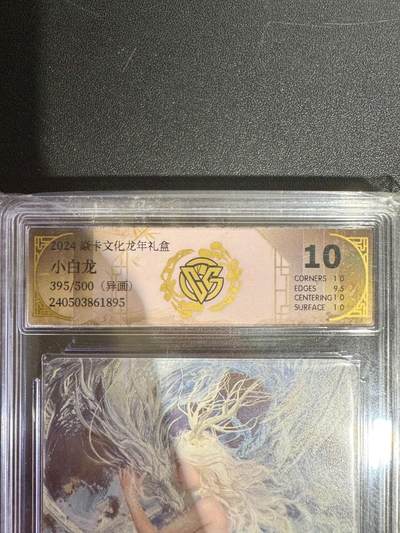 2024 焱卡文化龙年礼盒
小白龙
395/500（异画）
240503861895
10
CORNERS 10
EDGES 9.5
CENTERING 10
SURFACE 10